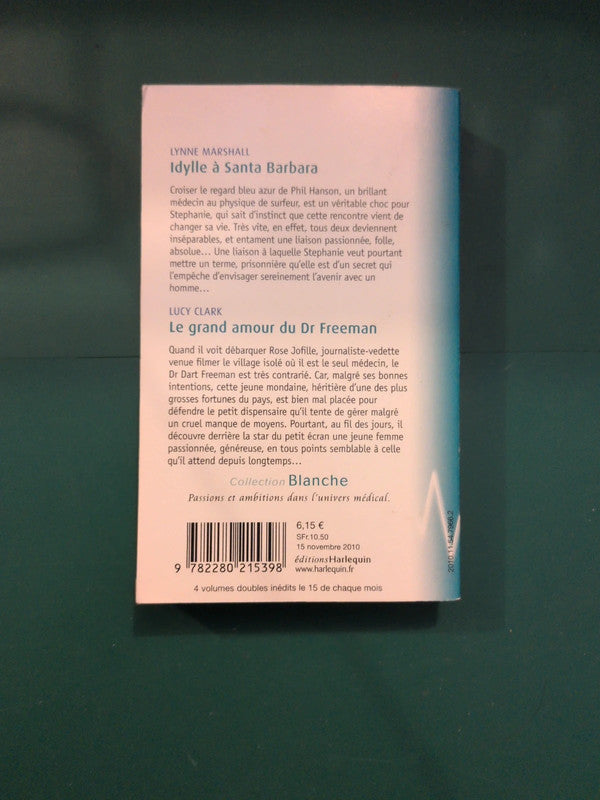 LYNNE MARSHALL
Idylle à Santa Barbara
Croiser le regard bleu azur de Phil Hanson, un brillant
médecin au physique de surfeur, est un véritable choc pour
Stephanie, qui sait d'instinct que cette rencontre vient de
changer sa vie. Très vite, en effet, tous deux deviennent
inséparables, et entament une liaison passionnée, folle,
absolue... Une liaison à laquelle Stephanie veut pourtant
mettre un terme, prisonnière qu'elle est d'un secret qui
l'empêche d'envisager sereinement l'avenir avec un
homme...
LUCY CLARK
Le grand amour du Dr Freeman
Quand il voit débarquer Rose Jofille, journaliste-vedette
venue filmer le village isolé où il est le seul médecin, le
Dr Dart Freeman est très contrarié. Car, malgré ses bonnes
intentions, cette jeune mondaine, héritière d'une des plus
grosses fortunes du pays, est bien mal placée pour
défendre le petit dispensaire qu'il tente de gérer malgré
un cruel manque de moyens. Pourtant, au fil des jours, il
découvre derrière la star du petit écran une jeune femme
passionnée, généreuse, en tous points semblable à celle
qu'il attend depuis longtemps...
Collection Blanche
Passions et ambitions dans l'univers médical.
6,15 €
SFr.10.50
15 novembre 2010
éditionsHarlequin
www.harlequin.fr
9 782280 215398
4 volumes doubles inédits le 15 de chaque mois